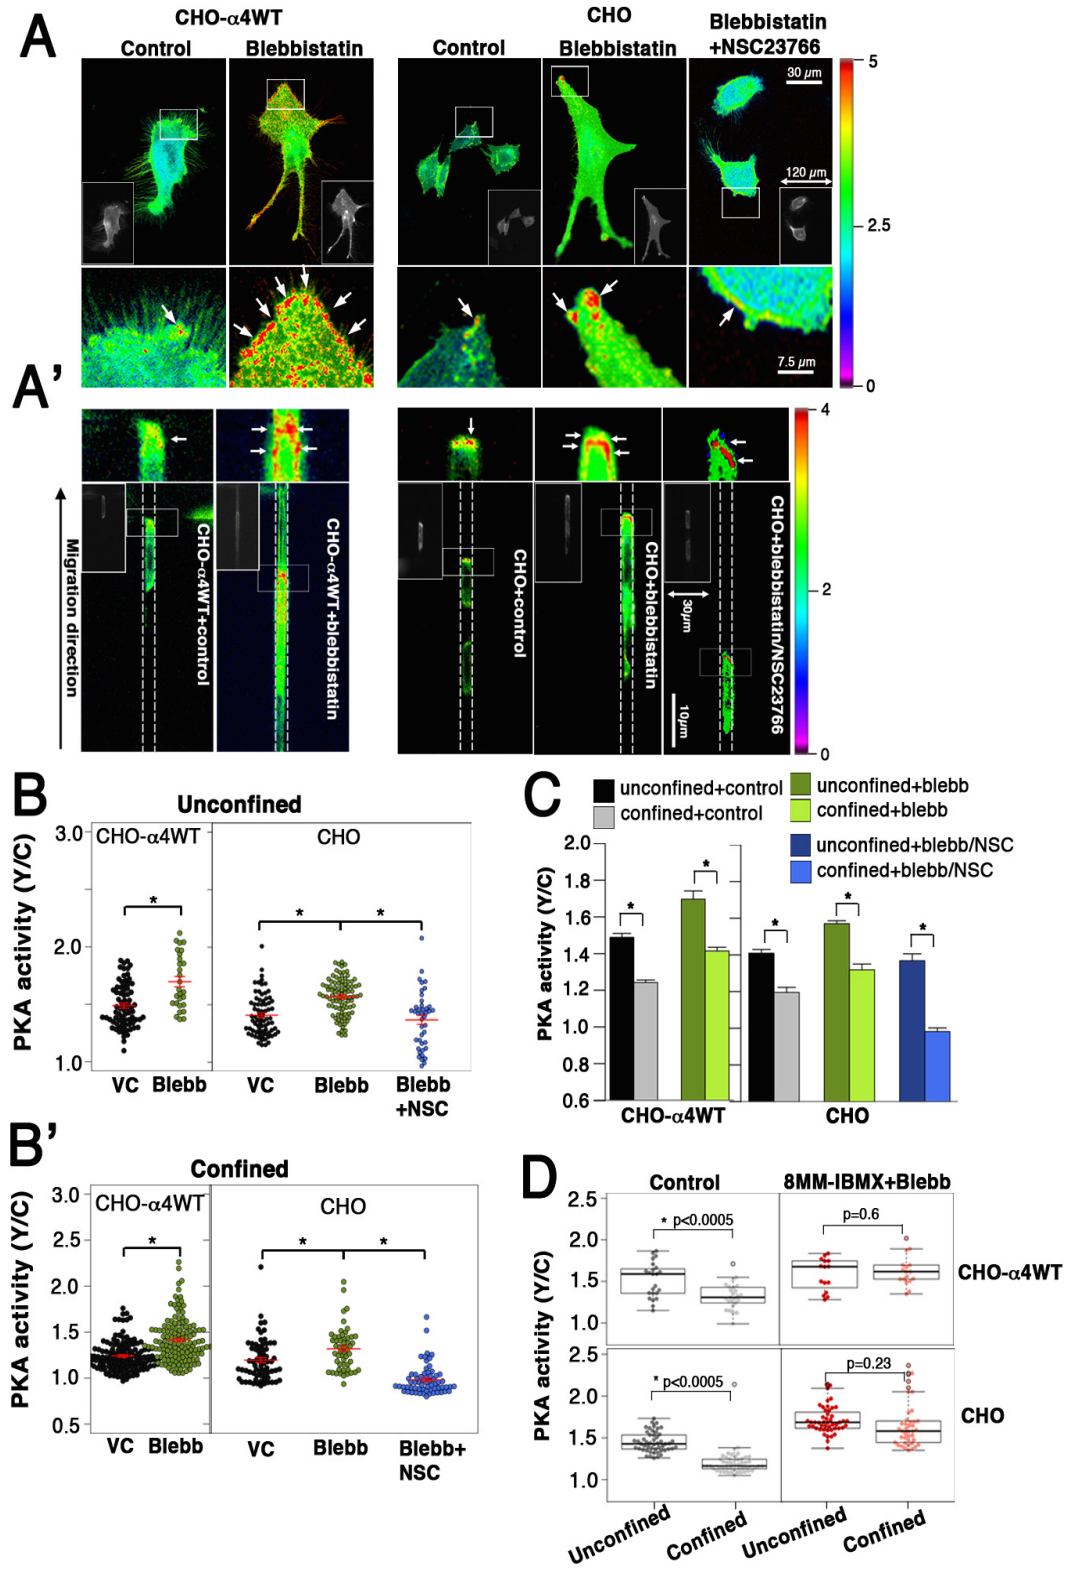 A
CHO-α4WT
CHO
Blebbistatin
+NSC23766
Control
Blebbistatin
Control
Blebbistatin
30 µm
120 µm
7.5 µm
5
2.5
0
A'
Migration direction
CHO-α4WT+control
CHO-α4WT+blebbistatin
CHO+control
CHO+blebbistatin
CHO+blebbistatin/NSC23766
30µm
10µm
4
2
0
B
Unconfined
PKA activity (Y/C)
3.0
2.0
1.0
CHO-α4WT
CHO
*
*
*
VC
Blebb
VC
Blebb
Blebb
+NSC
C
unconfined+control
confined+control
unconfined+blebb
confined+blebb
unconfined+blebb/NSC
confined+blebb/NSC
PKA activity (Y/C)
2.0
1.8
1.6
1.4
1.2
1.0
0.8
0.6
*
*
*
*
*
CHO-α4WT
CHO
B'
Confined
PKA activity (Y/C)
3.0
2.5
2.0
1.5
1.0
0.5
CHO-α4WT
CHO
*
*
*
VC
Blebb
VC
Blebb
Blebb+
NSC
D
Control
8MM-IBMX+Blebb
PKA activity (Y/C)
2.5
2.0
1.5
1.0
* p<0.0005
p=0.6
CHO-α4WT
2.5
2.0
1.5
1.0
* p<0.0005
p=0.23
CHO
Unconfined
Confined
Unconfined
Confined